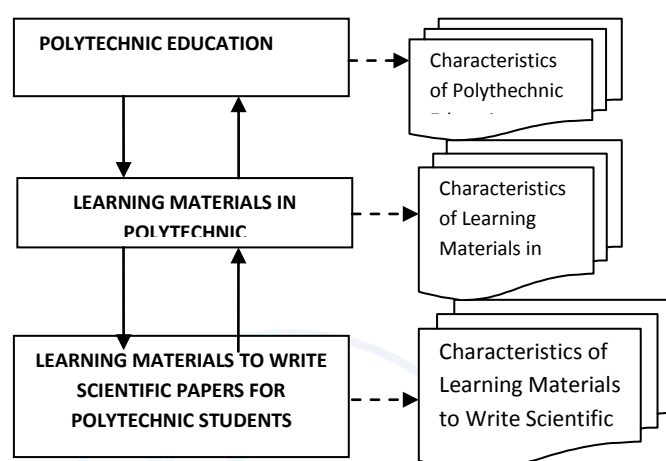 POLYTECHNIC EDUCATION
Characteristics
of Polythechnic
LEARNING MATERIALS IN
POLYTECHNIC
Characteristics
of Learning
Materials in
LEARNING MATERIALS TO WRITE
SCIENTIFIC PAPERS FOR
POLYTECHNIC STUDENTS
Characteristics of
Learning Materials
to Write Scientific